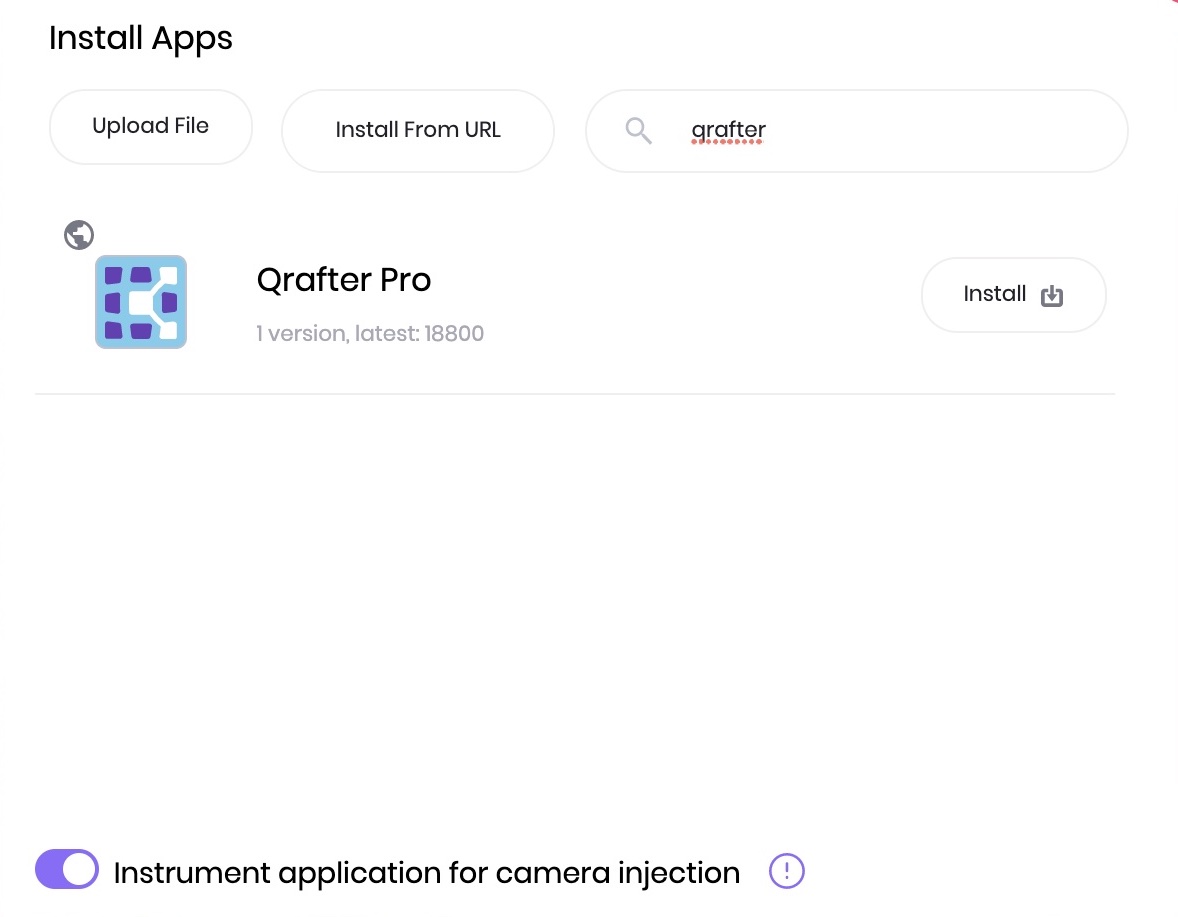 Install Apps
Upload File
Install From URL
qrafter
Qrafter Pro
1 version, latest: 18800
Install
Instrument application for camera injection